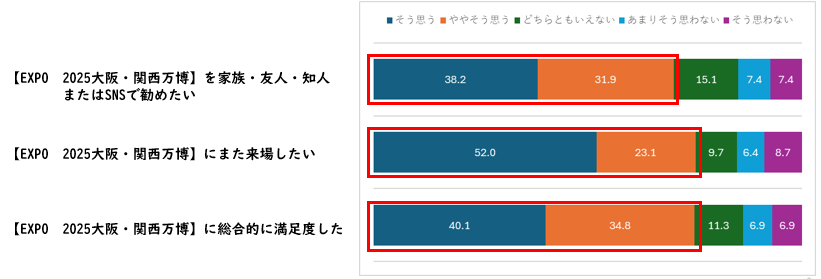 そう思う ややそう思う どちらともいえない あまりそう思わない そう思わない
【EXPO　2025大阪・関西万博】を家族・友人・知人
またはSNSで勧めたい
38.2 31.9 15.1 7.4 7.4
【EXPO　2025大阪・関西万博】にまた来場したい
52.0 23.1 9.7 6.4 8.7
【EXPO　2025大阪・関西万博】に総合的に満足度した
40.1 34.8 11.3 6.9 6.9